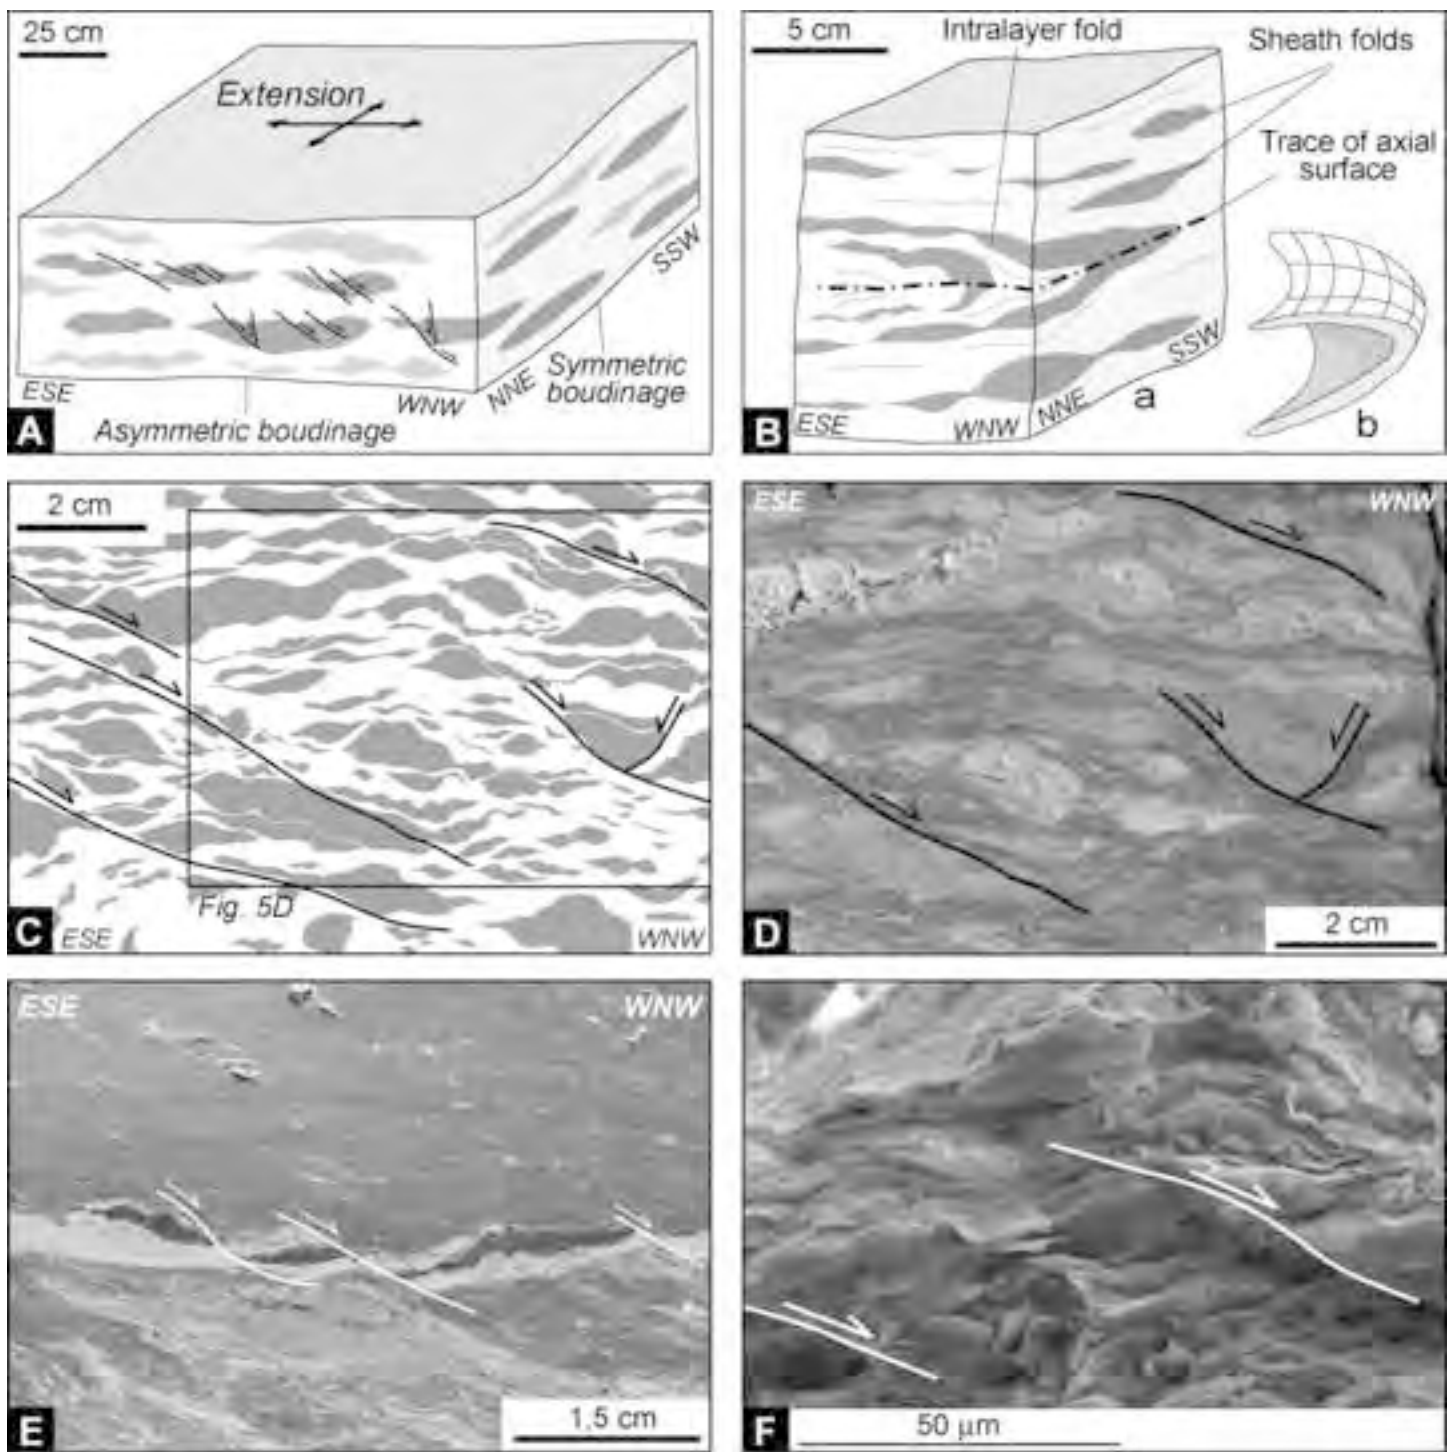 25 cm
Extension
ESE
WNW
NNE
SSW
Symmetric
boudinage
Asymmetric boudinage
A
5 cm
Intralayer fold
Sheath folds
Trace of axial
surface
ESE
WNW
NNE
SSW
a
b
B
2 cm
Fig. 5D
ESE
WNW
C
ESE
WNW
2 cm
D
ESE
WNW
1,5 cm
E
50 μm
F